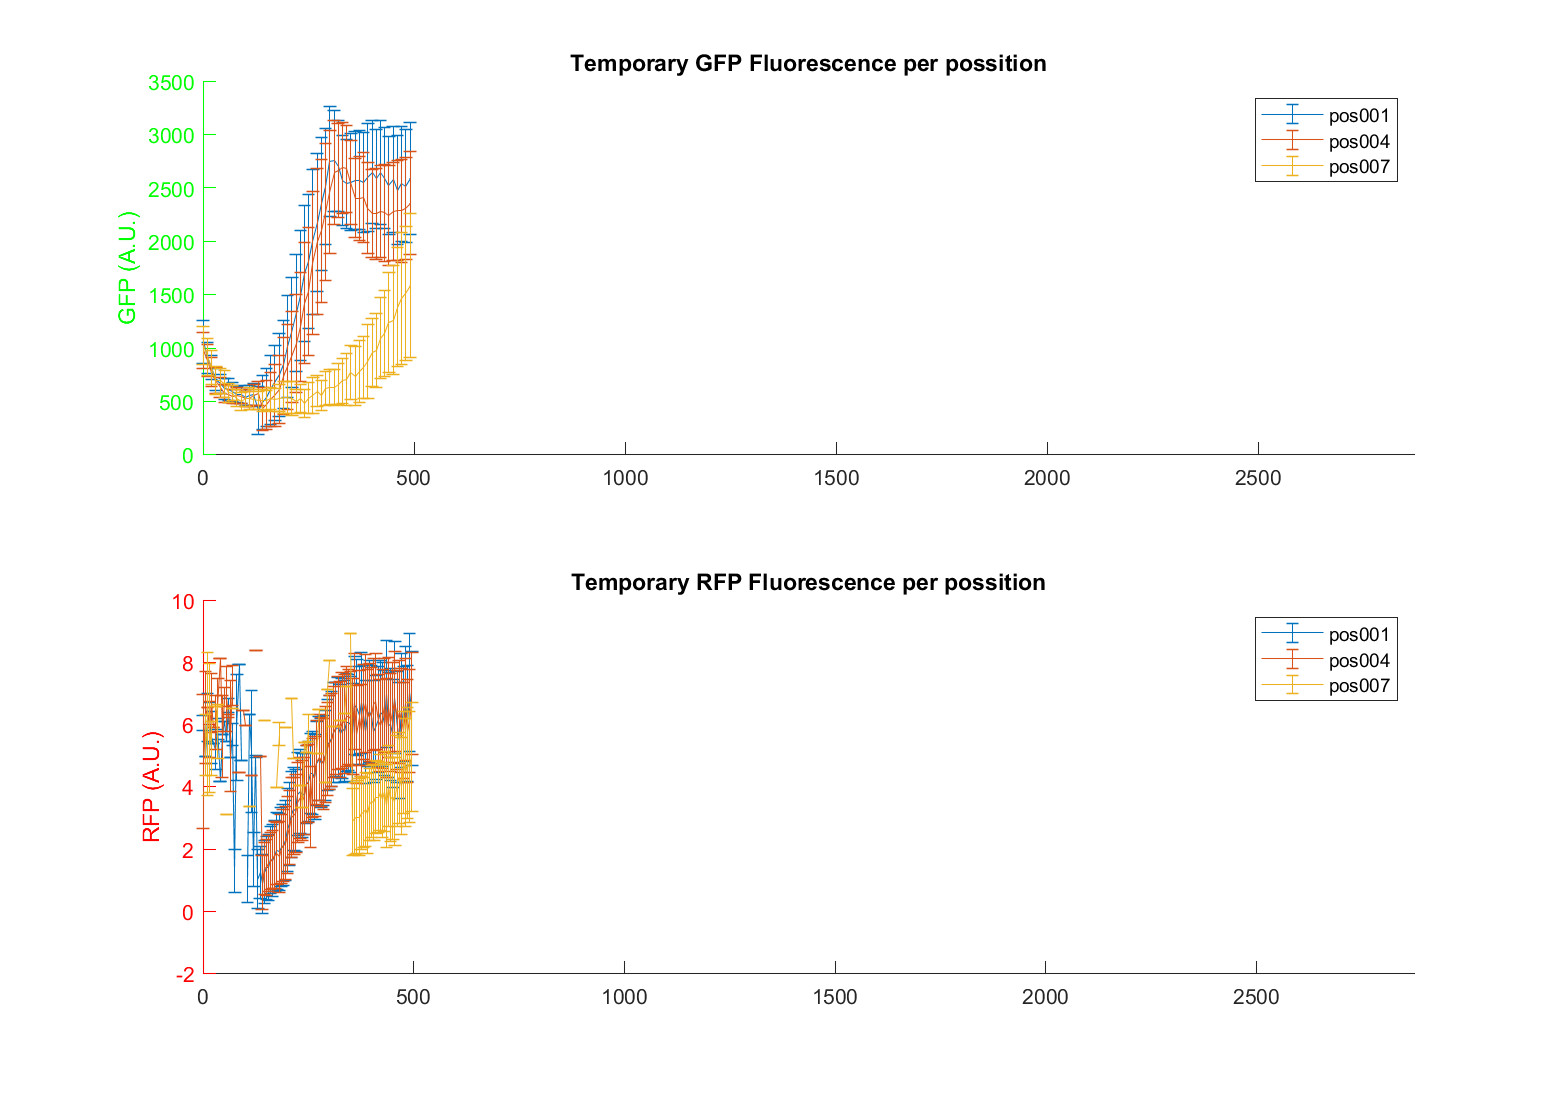 Temporary GFP Fluorescence per possition
3500
3000
2500
2000
1500
1000
500
0
GFP (A.U.)
0 500 1000 1500 2000 2500
pos001
pos004
pos007
Temporary RFP Fluorescence per possition
10
8
6
4
2
0
-2
RFP (A.U.)
0 500 1000 1500 2000 2500
pos001
pos004
pos007